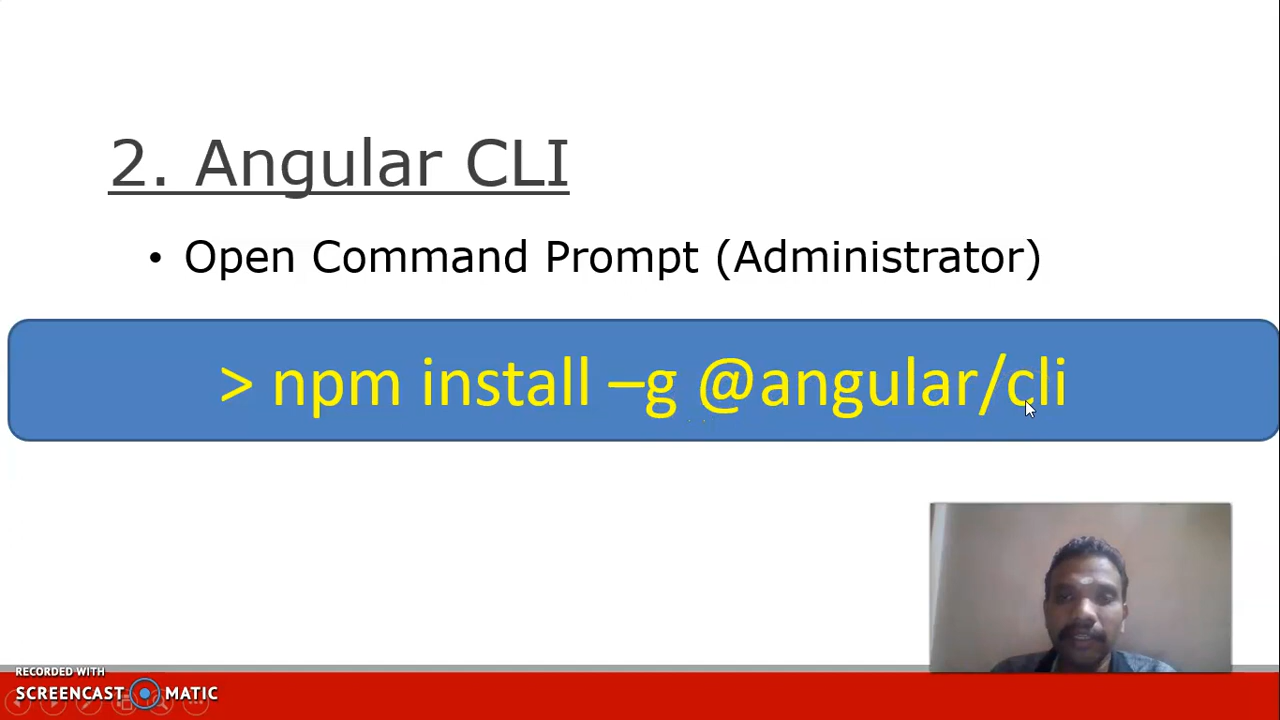 2. Angular CLI
• Open Command Prompt (Administrator)
> npm install –g @angular/cli
RECORDED WITH
SCREENCAST MATIC